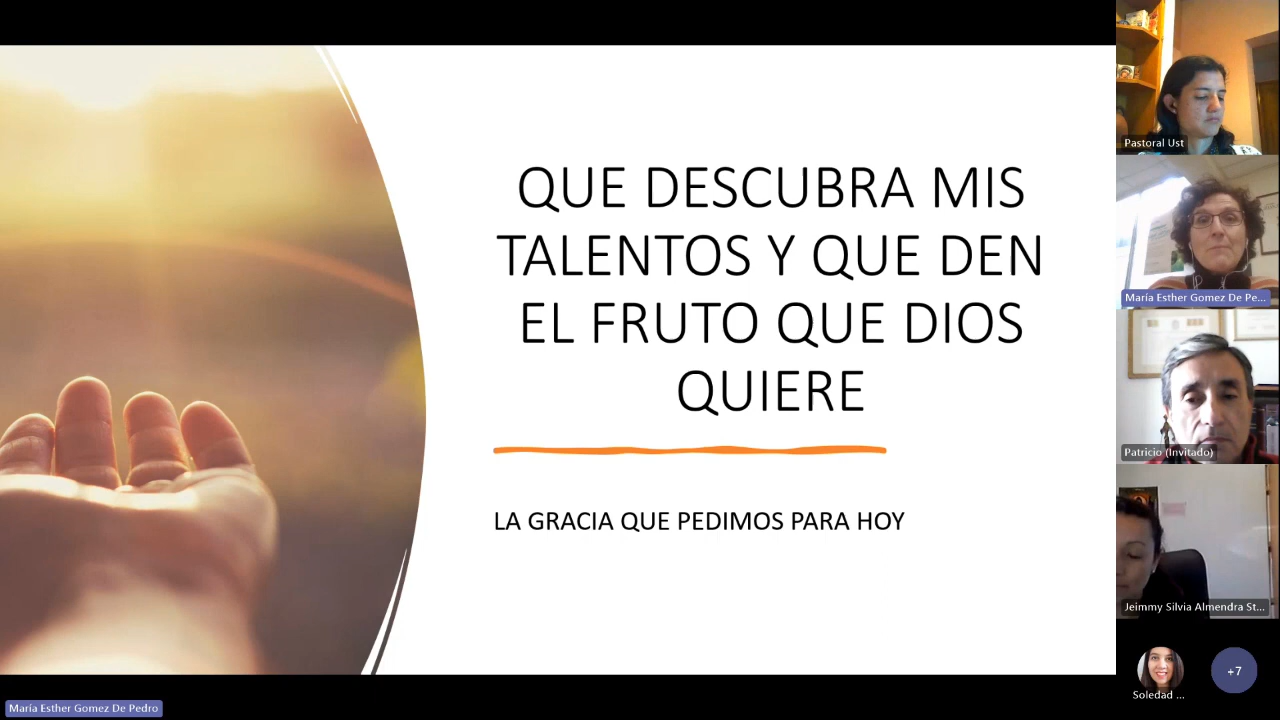 QUE DESCUBRA MIS
TALENTOS Y QUE DEN
EL FRUTO QUE DIOS
QUIERE
LA GRACIA QUE PEDIMOS PARA HOY
Pastoral Ust
María Esther Gomez De Pe...
Patricio (Invitado)
Jeimmy Silvia Almendra St...
Soledad ...
+7
María Esther Gomez De Pedro